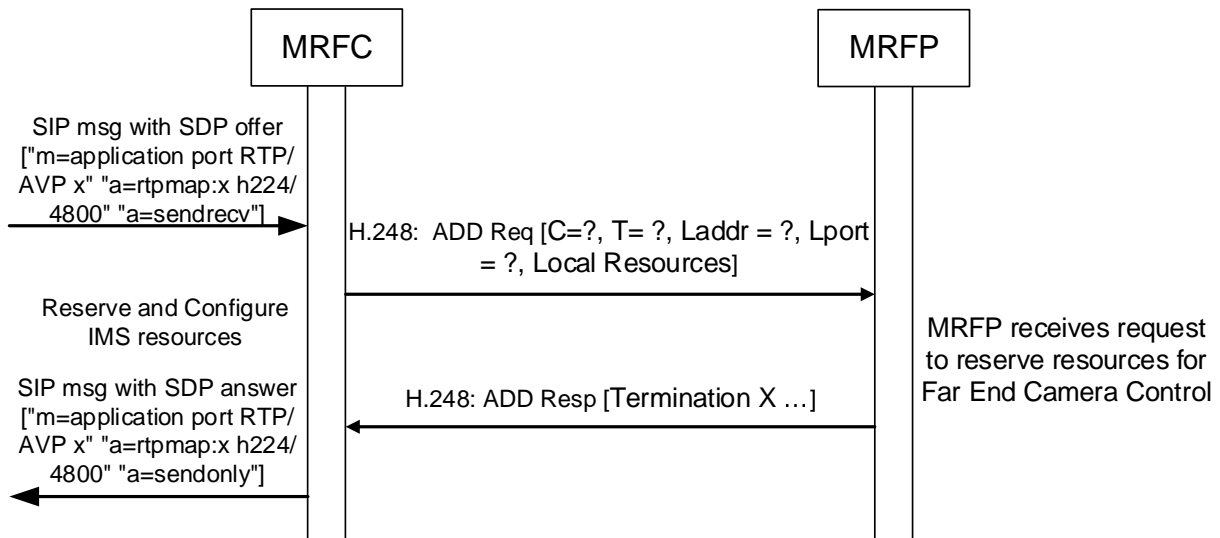 MRFC
MRFP
SIP msg with SDP offer
["m=application port RTP/
AVP x" "a=rtpmap:x h224/
4800" "a=sendrecv"]
H.248:  ADD Req [C=?, T= ?, Laddr = ?, Lport
= ?, Local Resources]
Reserve and Configure
IMS resources
MRFP receives request
to reserve resources for
Far End Camera Control
SIP msg with SDP answer
["m=application port RTP/
AVP x" "a=rtpmap:x h224/
4800" "a=sendonly"]
H.248: ADD Resp [Termination X …]